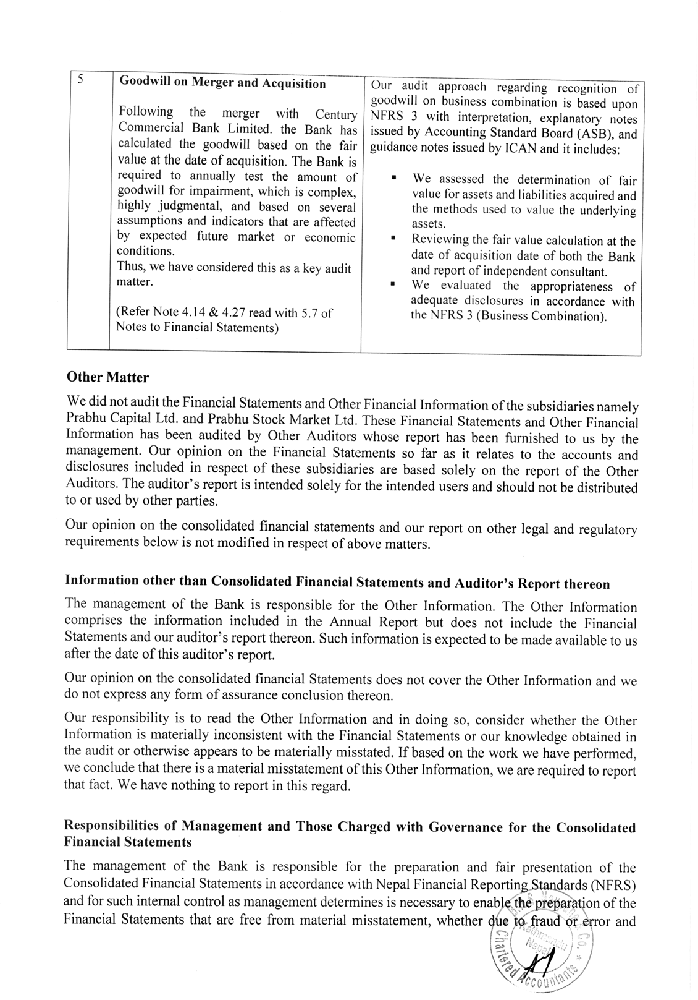 5
Goodwill on Merger and Acquisition
Following the merger with Century
Commercial Bank Limited. the Bank has
calculated the goodwill based on the fair
value at the date of acquisition. The Bank is
required to annually test the amount of
goodwill for impairment, which is complex,
highly judgmental, and based on several
assumptions and indicators that are affected
by expected future market or economic
conditions.
Thus, we have considered this as a key audit
matter.
(Refer Note 4.14 & 4.27 read with 5.7 of
Notes to Financial Statements)
Our audit approach regarding recognition of
goodwill on business combination is based upon
NFRS 3 with interpretation, explanatory notes
issued by Accounting Standard Board (ASB), and
guidance notes issued by ICAN and it includes:
▪ We assessed the determination of fair
value for assets and liabilities acquired and
the methods used to value the underlying
assets.
▪ Reviewing the fair value calculation at the
date of acquisition date of both the Bank
and report of independent consultant.
▪ We evaluated the appropriateness of
adequate disclosures in accordance with
the NFRS 3 (Business Combination).
Other Matter
We did not audit the Financial Statements and Other Financial Information of the subsidiaries namely
Prabhu Capital Ltd. and Prabhu Stock Market Ltd. These Financial Statements and Other Financial
Information has been audited by Other Auditors whose report has been furnished to us by the
management. Our opinion on the Financial Statements so far as it relates to the accounts and
disclosures included in respect of these subsidiaries are based solely on the report of the Other
Auditors. The auditor's report is intended solely for the intended users and should not be distributed
to or used by other parties.
Our opinion on the consolidated financial statements and our report on other legal and regulatory
requirements below is not modified in respect of above matters.
Information other than Consolidated Financial Statements and Auditor's Report thereon
The management of the Bank is responsible for the Other Information. The Other Information
comprises the information included in the Annual Report but does not include the Financial
Statements and our auditor's report thereon. Such information is expected to be made available to us
after the date of this auditor's report.
Our opinion on the consolidated financial Statements does not cover the Other Information and we
do not express any form of assurance conclusion thereon.
Our responsibility is to read the Other Information and in doing so, consider whether the Other
Information is materially inconsistent with the Financial Statements or our knowledge obtained in
the audit or otherwise appears to be materially misstated. If based on the work we have performed,
we conclude that there is a material misstatement of this Other Information, we are required to report
that fact. We have nothing to report in this regard.
Responsibilities of Management and Those Charged with Governance for the Consolidated
Financial Statements
The management of the Bank is responsible for the preparation and fair presentation of the
Consolidated Financial Statements in accordance with Nepal Financial Reporting Standards (NFRS)
and for such internal control as management determines is necessary to enable the preparation of the
Financial Statements that are free from material misstatement, whether due to fraud or error and
Co.
Kathmandu
Nepal
* Chartered Accountants *